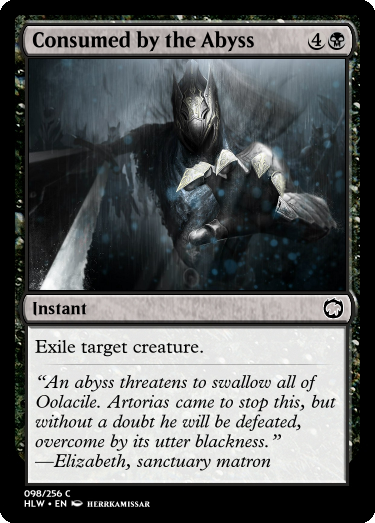 Consumed by the Abyss 4
Instant
Exile target creature.
“An abyss threatens to swallow all of
Oolacile. Artorias came to stop this, but
without a doubt he will be defeated,
overcome by its utter blackness.”
—Elizabeth, sanctuary matron
098/256 C
HLW • EN HERRKAMISSAR